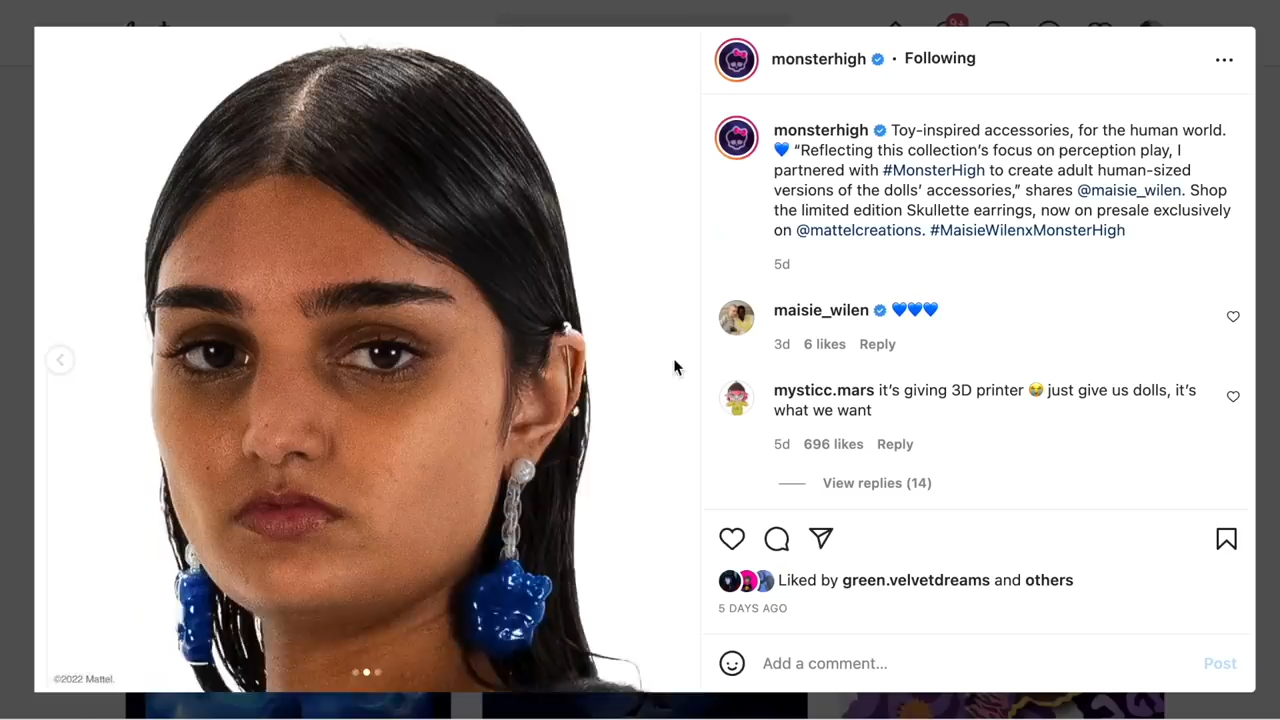 9+
monsterhigh • Following
monsterhigh Toy-inspired accessories, for the human world.
💙 “Reflecting this collection’s focus on perception play, I
partnered with #MonsterHigh to create adult human-sized
versions of the dolls’ accessories,” shares @maisie_wilen. Shop
the limited edition Skullette earrings, now on presale exclusively
on @mattelcreations. #MaisieWilenxMonsterHigh
5d
maisie_wilen 💙💙💙
3d 6 likes Reply
mysticc.mars it’s giving 3D printer 😭 just give us dolls, it’s
what we want
5d 696 likes Reply
View replies (14)
Liked by green.velvetdreams and others
5 DAYS AGO
Add a comment... Post
©2022 Mattel.